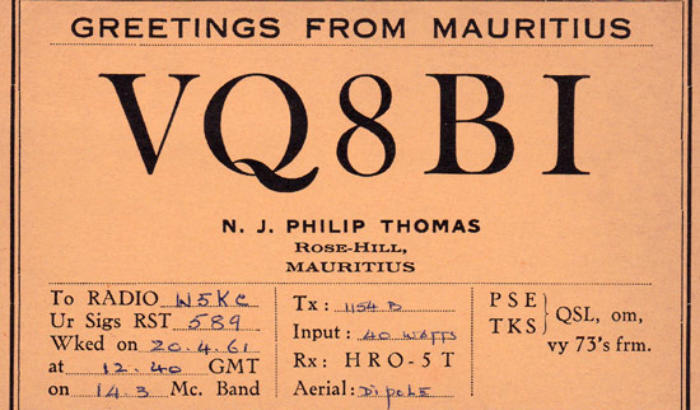 GREETINGS FROM MAURITIUS
VQ8BI
N. J. PHILIP THOMAS
ROSE-HILL,
MAURITIUS
To RADIO W5KC
Ur Sigs RST 589
Wked on 20.4.61
at 12.40 GMT
on 14.3 Mc. Band
Tx: 1154 B
Input: 40 WATTS
Rx: HRO-5T
Aerial: DipoLE
PSE
TKS
QSL, om,
vy 73's frm.